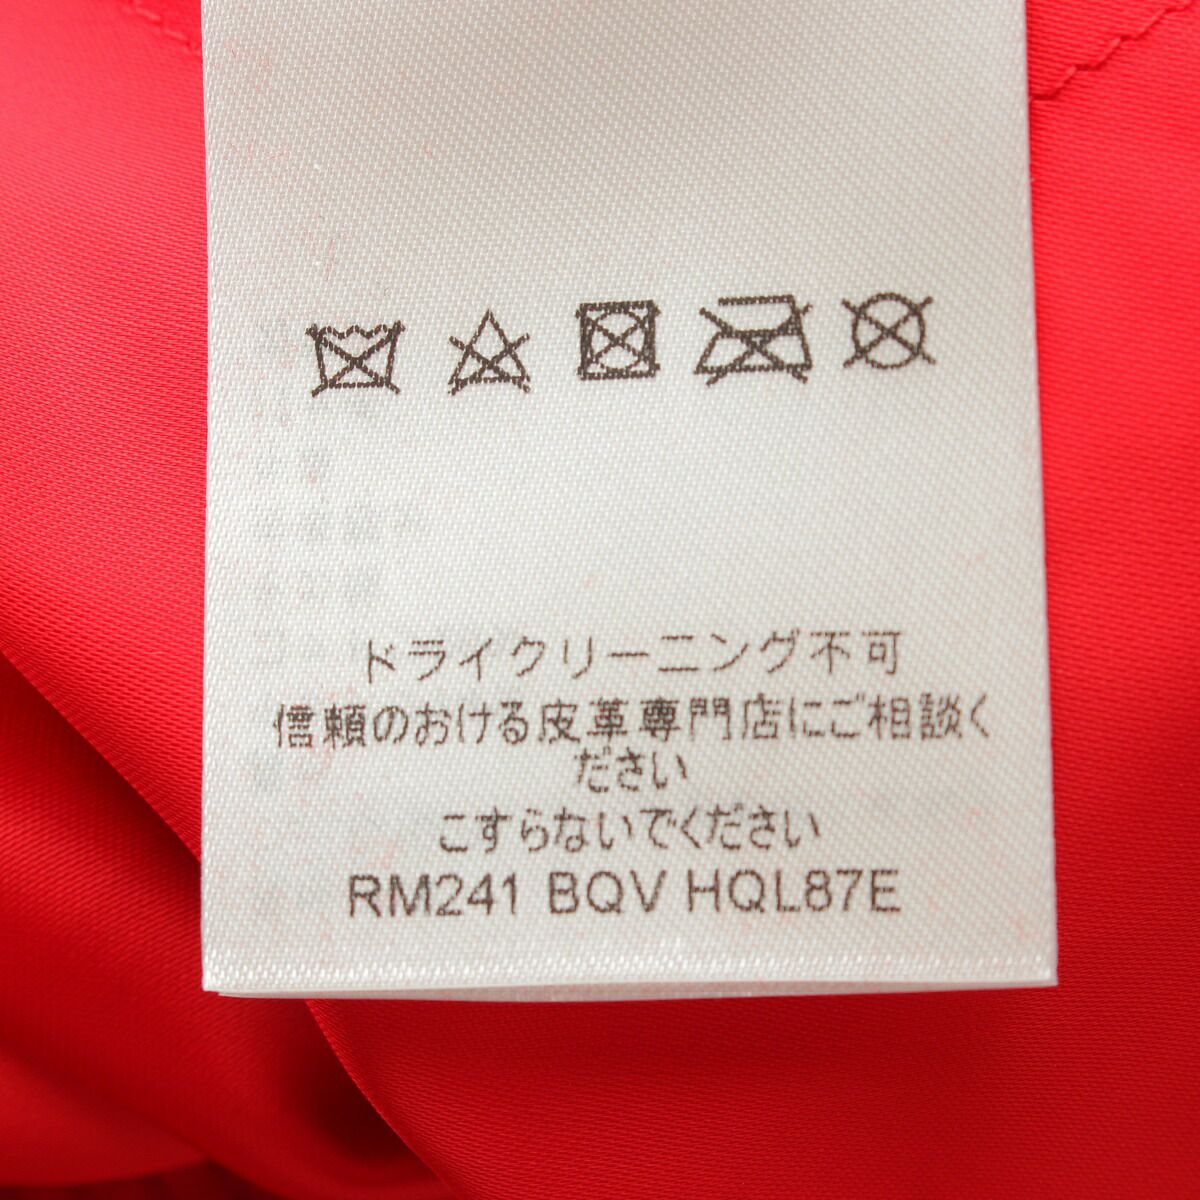 ドライクリーニング不可
信頼のおける皮革専門店にご相談く
ださい
こすらないでください
RM241 BQV HQL87E